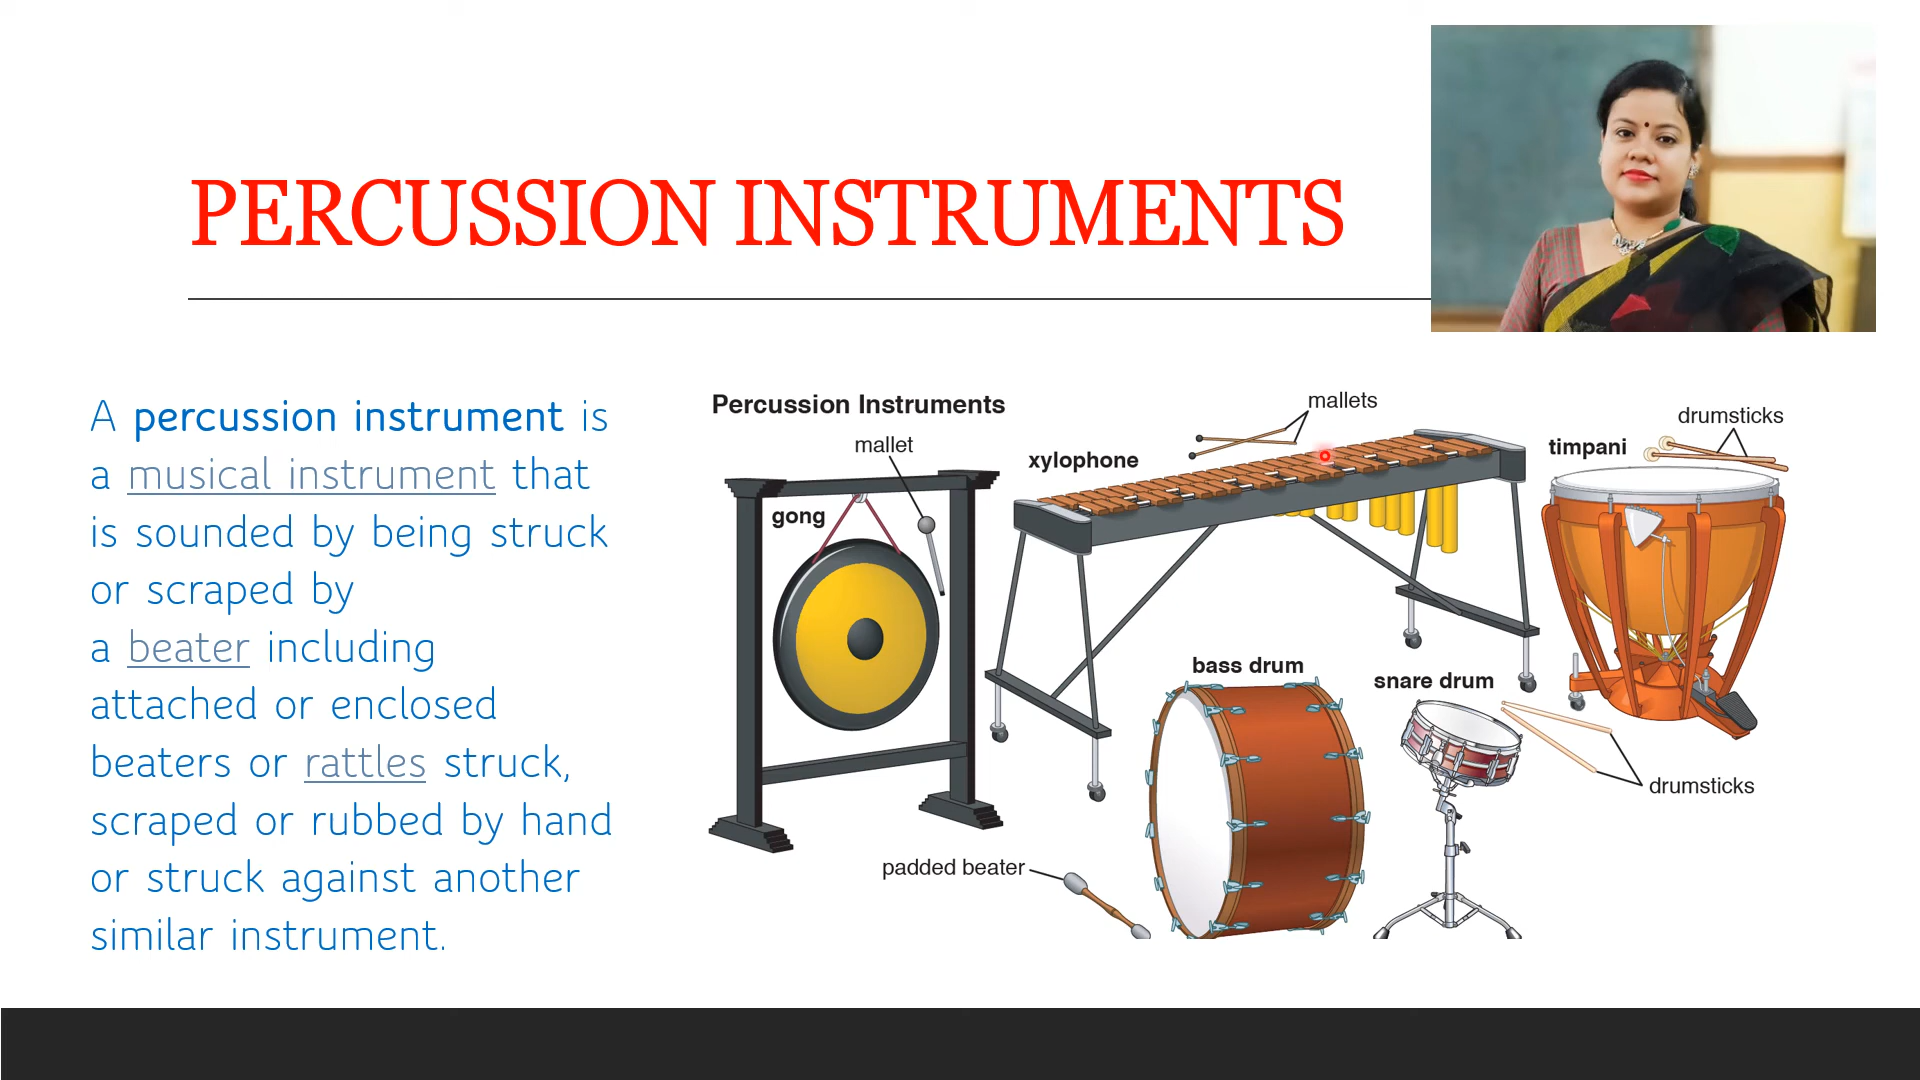 PERCUSSION INSTRUMENTS
A percussion instrument is
a musical instrument that
is sounded by being struck
or scraped by
a beater including
attached or enclosed
beaters or rattles struck,
scraped or rubbed by hand
or struck against another
similar instrument.
Percussion Instruments
mallet
gong
xylophone
mallets
timpani
drumsticks
bass drum
snare drum
drumsticks
padded beater